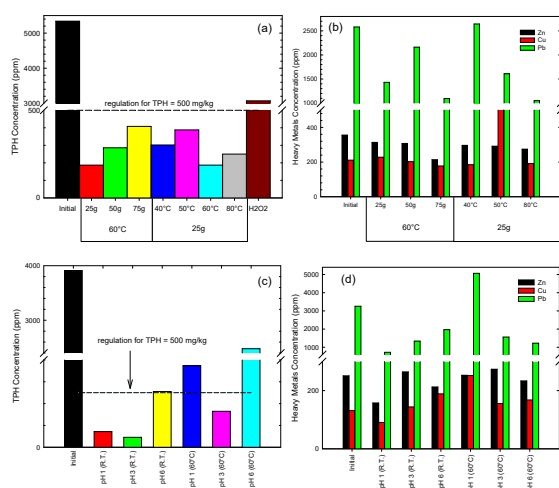 (a)
TPH Concentration (ppm)
5000
4000
3000
500
0
regulation for TPH = 500 mg/kg
Initial 25g 50g 75g 40°C 50°C 60°C 80°C H2O2
60°C 25g
(b)
Zn
Cu
Pb
Heavy Metals Concentration (ppm)
2500
2000
1500
1000
400
200
0
Initial 25g 50g 75g 40°C 50°C 80°C
60°C 25g
(c)
TPH Concentration (ppm)
4000
3000
0
regulation for TPH = 500 mg/kg
Initial
pH 1 (R.T.)
pH 3 (R.T.)
pH 6 (R.T.)
pH 1 (60°C)
pH 3 (60°C)
pH 6 (60°C)
(d)
Zn
Cu
Pb
Heavy Metals Concentration (ppm)
5000
4000
3000
2000
1000
200
0
Initial
pH 1 (R.T.)
pH 3 (R.T.)
pH 6 (R.T.)
pH 1 (60°C)
H 3 (60°C)
H 6 (60°C)